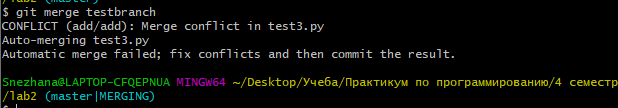 /lab2 (master)
$ git merge testbranch
CONFLICT (add/add): Merge conflict in test3.py
Auto-merging test3.py
Automatic merge failed; fix conflicts and then commit the result.
Snezhana@LAPTOP-CFQEPNUA MINGW64 ~/Desktop/Учеба/Практикум по программированию/4 семестр
/lab2 (master|MERGING)
$